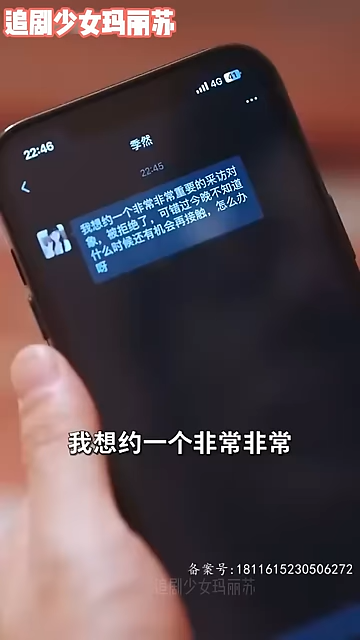 追剧少女玛丽苏
22:46
4G
41
季然
22:45
我想约一个非常非常重要的采访对
象，被拒绝了，可错过今晚不知道
什么时候还有机会再接触，怎么办
呀
我想约一个非常非常
备案号:1811615230506272
追剧少女玛丽苏